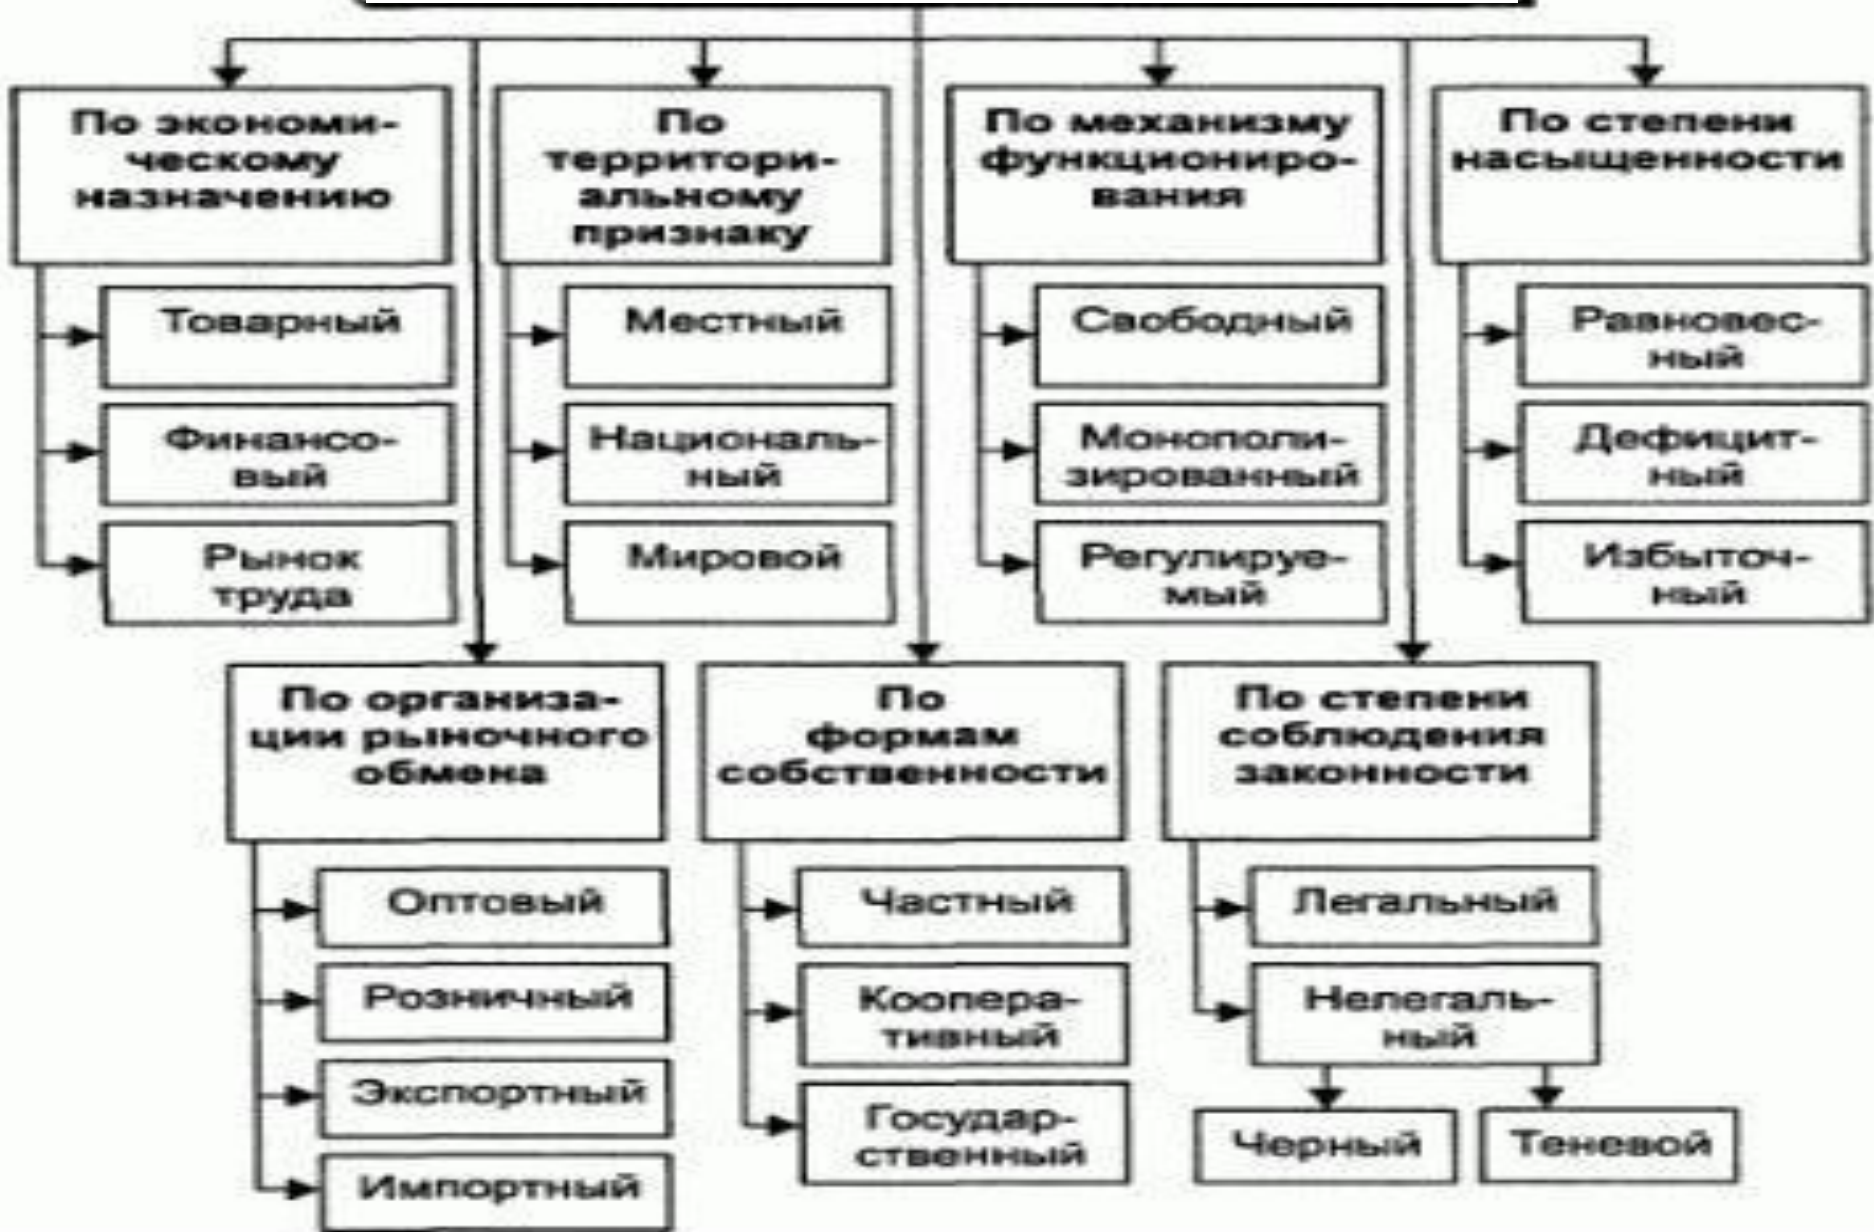 По экономи-
ческому
назначению
Товарный
Финансо-
вый
Рынок
труда
По
территори-
альному
признаку
Местный
Националь-
ный
Мировой
По механизму
функциониро-
вания
Свободный
Монополи-
зированный
Регулируе-
мый
По степени
насыщенности
Равновес-
ный
Дефицит-
ный
Избыточ-
ный
По организа-
ции рыночного
обмена
Оптовый
Розничный
Экспортный
Импортный
По
формам
собственности
Частный
Коопера-
тивный
Государ-
ственный
По степени
соблюдения
законности
Легальный
Нелегаль-
ный
Черный
Теневой